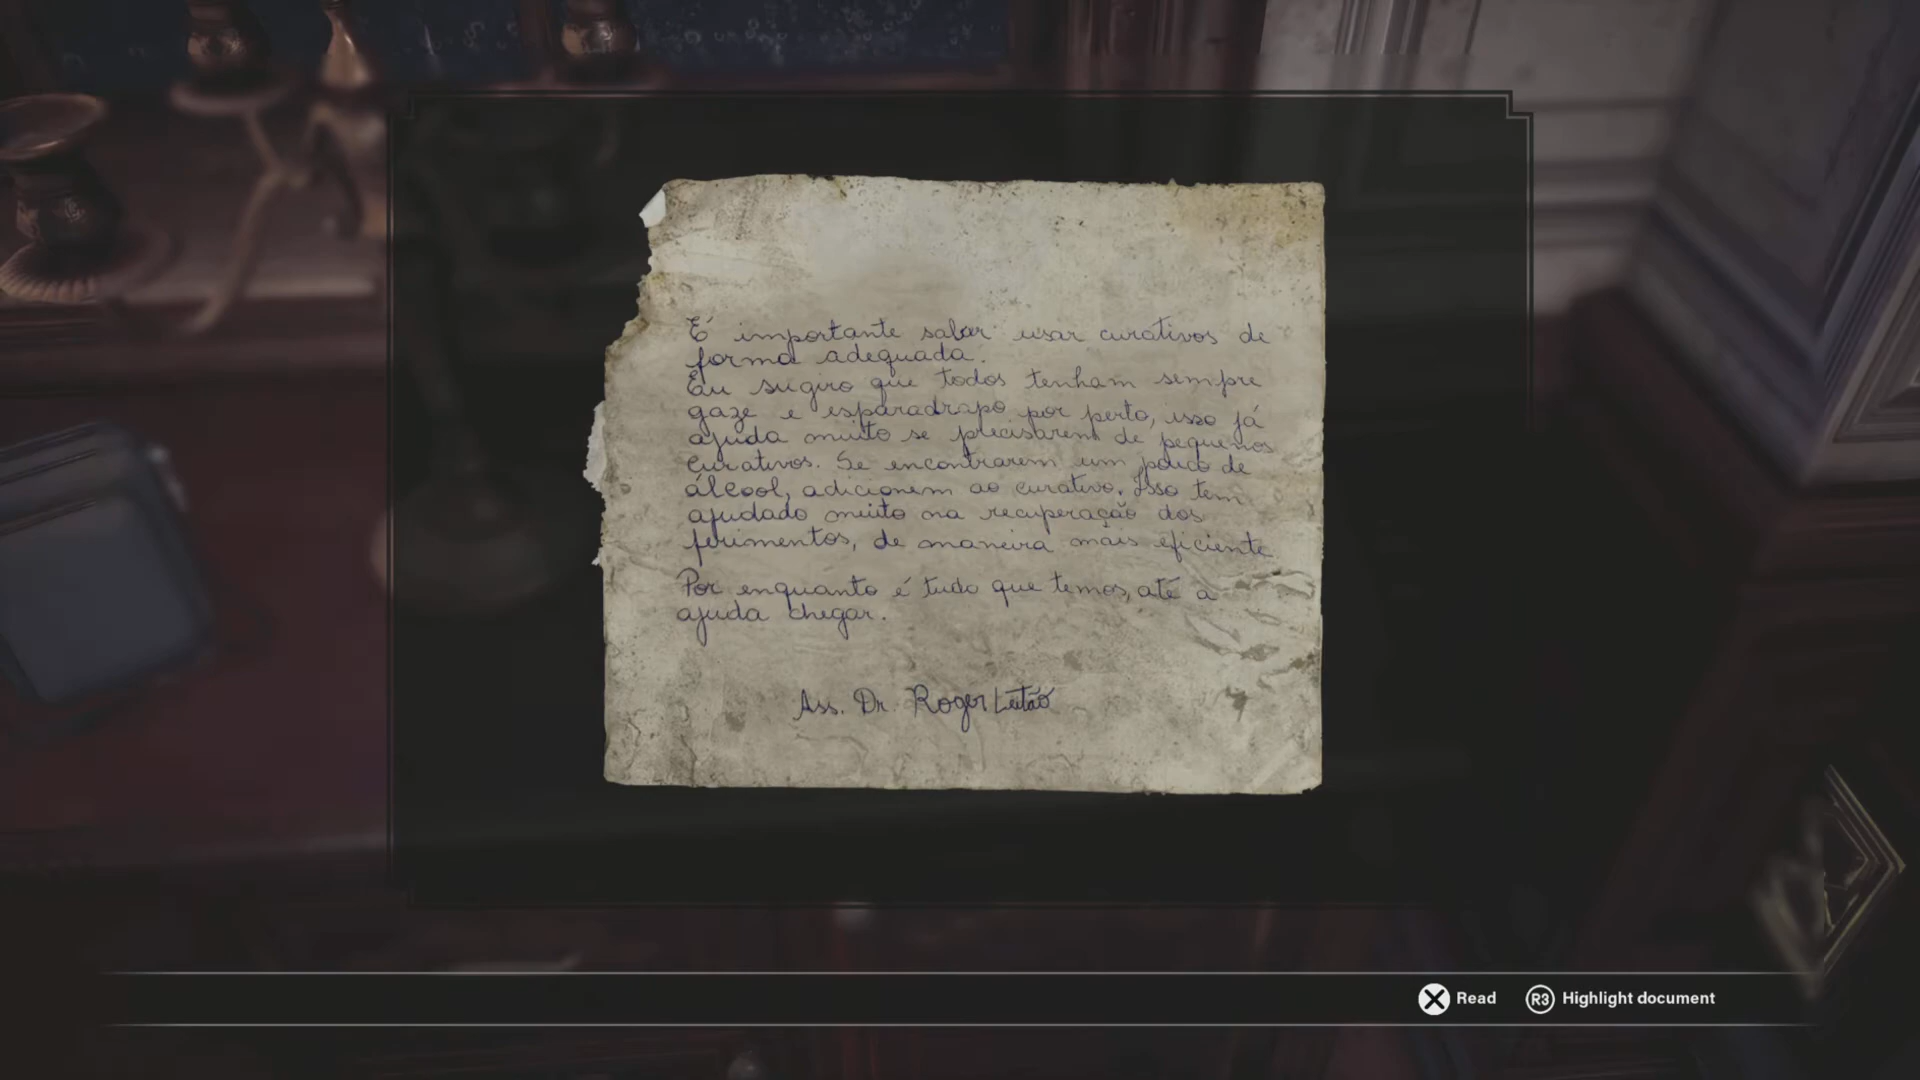 É importante saber usar curativos de
forma adequada.
Eu sugiro que todos tenham sempre
gaze e esparadrapo por perto, isso já
ajuda muito se precisarem de pequenos
curativos. Se encontrarem um pouco de
álcool, adicionem ao curativo. Isso tem
ajudado muito na recuperação dos
ferimentos, de maneira mais eficiente
Por enquanto é tudo que temos, até a
ajuda chegar.
Ass. Dr. Roger Leitão
Read R3 Highlight document